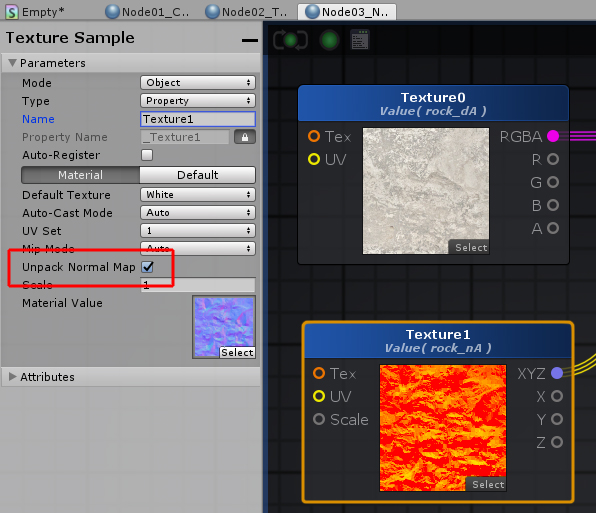 Empty*
Node01_C..
Node02_T..
Node03_N..
Texture Sample
Parameters
Mode Object
Type Property
Name Texture1
Property Name _Texture1
Auto-Register
Material Default
Default Texture White
Auto-Cast Mode Auto
UV Set 1
Mip Mode Auto
Unpack Normal Map
Scale 1
Material Value
Select
Attributes
Texture0
Value( rock_dA )
Tex RGBA
UV R
G
B
A
Select
Texture1
Value( rock_nA )
Tex XYZ
UV X
Scale Y
Z
Select